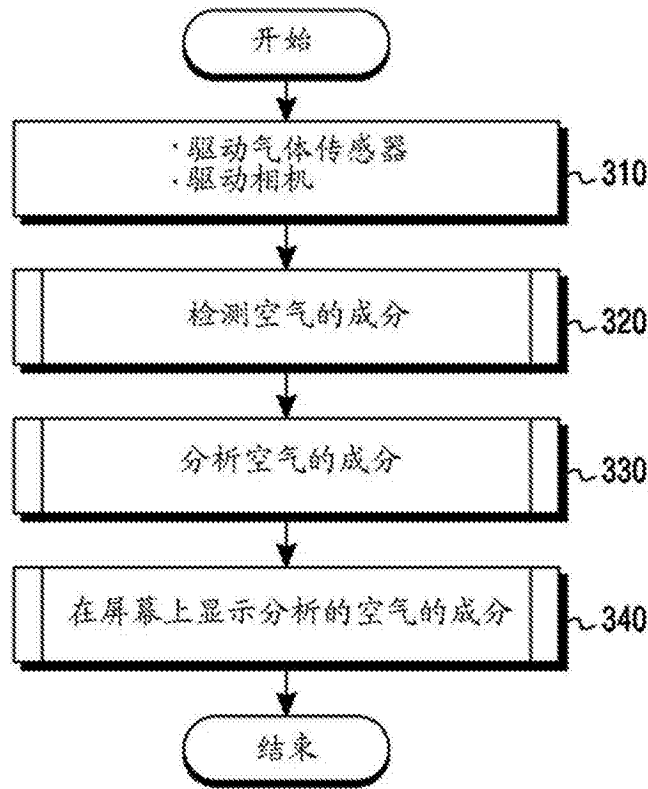 开始
·驱动气体传感器
·驱动相机
310
检测空气的成分
320
分析空气的成分
330
在屏幕上显示分析的空气的成分
340
结束